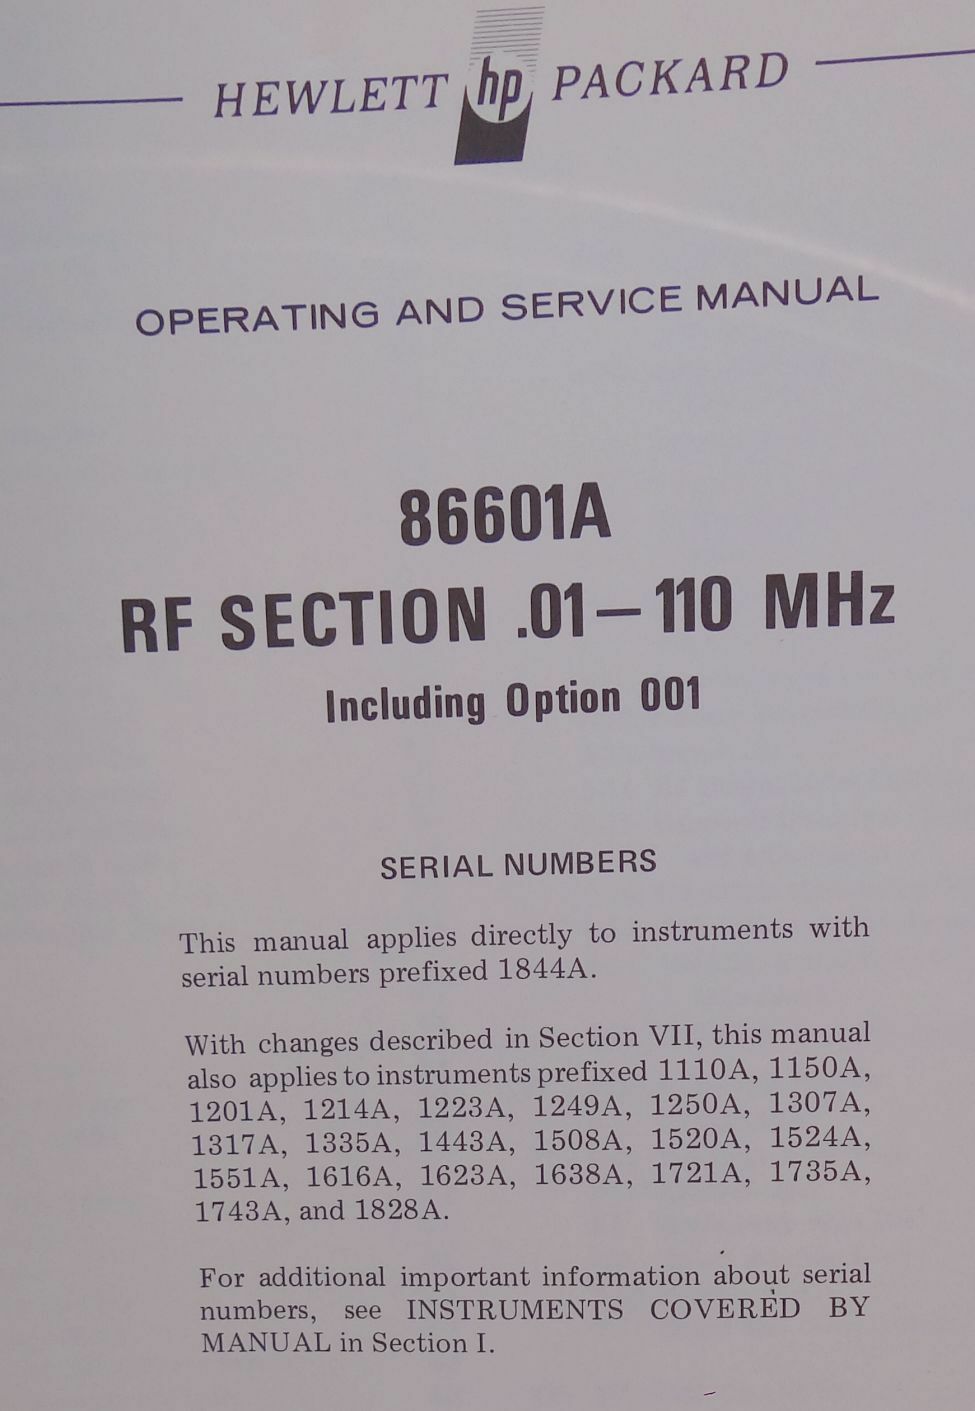 HEWLETT hp PACKARD
OPERATING AND SERVICE MANUAL
86601A
RF SECTION .01—110 MHz
Including Option 001
SERIAL NUMBERS
This manual applies directly to instruments with
serial numbers prefixed 1844A.
With changes described in Section VII, this manual
also applies to instruments prefixed 1110A, 1150A,
1201A, 1214A, 1223A, 1249A, 1250A, 1307A,
1317A, 1335A, 1443A, 1508A, 1520A, 1524A,
1551A, 1616A, 1623A, 1638A, 1721A, 1735A,
1743A, and 1828A.
For additional important information about serial
numbers, see INSTRUMENTS COVERED BY
MANUAL in Section I.